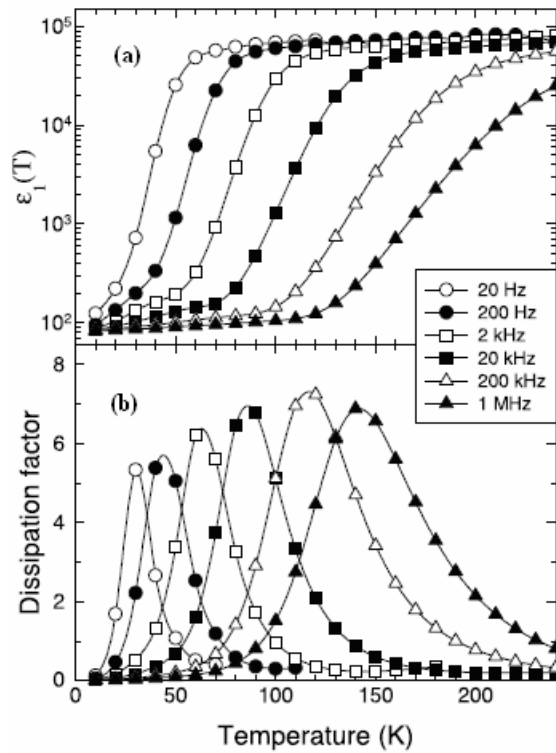 (a)
10⁵
10⁴
10³
10²
ε₁(T)
20 Hz
200 Hz
2 kHz
20 kHz
200 kHz
1 MHz
(b)
8
6
4
2
0
Dissipation factor
0 50 100 150 200
Temperature (K)